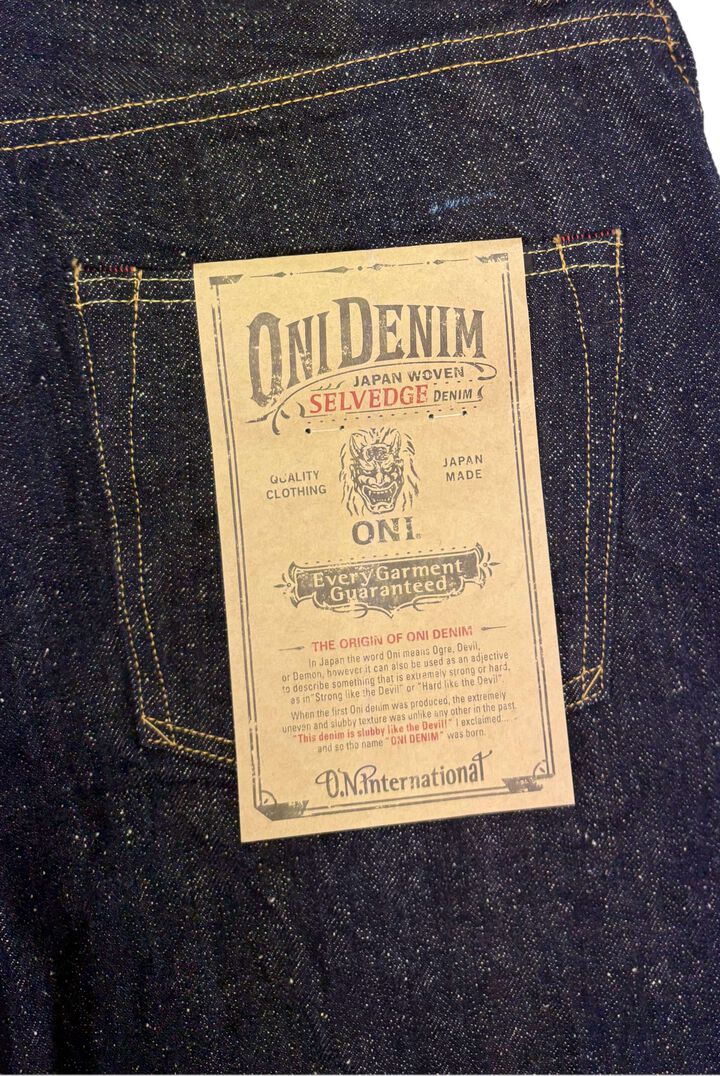 ONI DENIM
JAPAN WOVEN
SELVEDGE DENIM
QUALITY
CLOTHING
JAPAN
MADE
ONI®
Every Garment
Guaranteed
THE ORIGIN OF ONI DENIM
In Japan the word Oni means Ogre, Devil,
or Demon, however it can also be used as an adjective
to describe something that is extremely strong or hard,
as in "Strong like the Devil" or "Hard like the Devil".
When the first Oni denim was produced, the extremely
uneven and slubby texture was unlike any other in the past.
"This denim is slubby like the Devil!" I exclaimed.....
and so the name "ONI DENIM" was born.
O.N.International